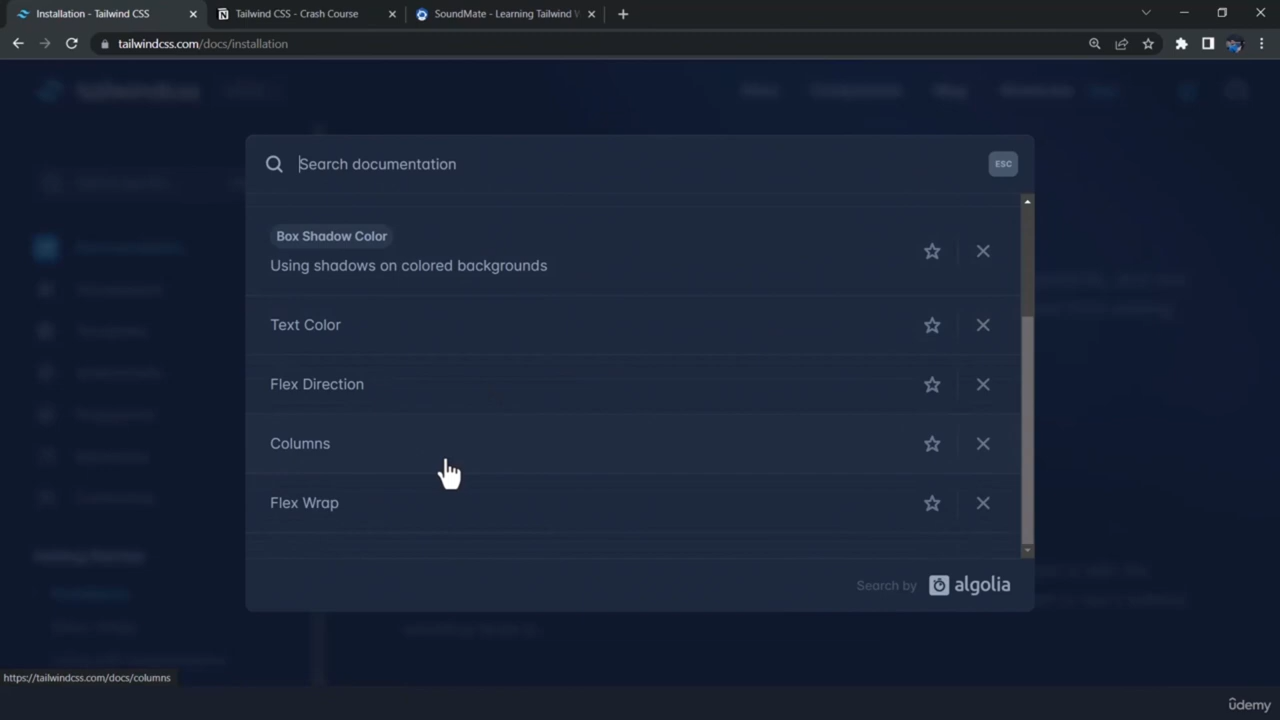 Installation - Tailwind CSS
Tailwind CSS - Crash Course
SoundMate - Learning Tailwind W
tailwindcss.com/docs/installation
Search documentation
ESC
Box Shadow Color
Using shadows on colored backgrounds
Text Color
Flex Direction
Columns
Flex Wrap
Search by algolia
https://tailwindcss.com/docs/columns
ûdemy